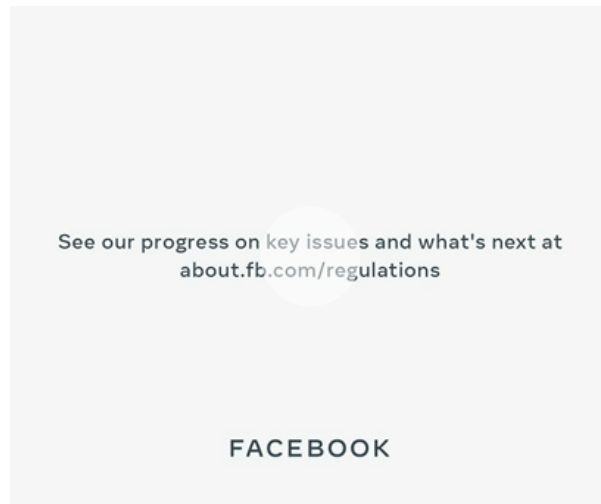 See our progress on key issues and what's next at
about.fb.com/regulations
FACEBOOK